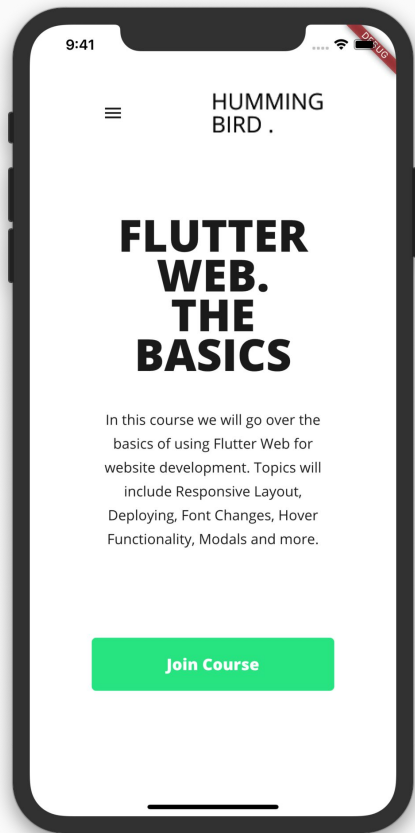 9:41
DEBUG
HUMMING
BIRD .
FLUTTER
WEB.
THE
BASICS
In this course we will go over the
basics of using Flutter Web for
website development. Topics will
include Responsive Layout,
Deploying, Font Changes, Hover
Functionality, Modals and more.
Join Course